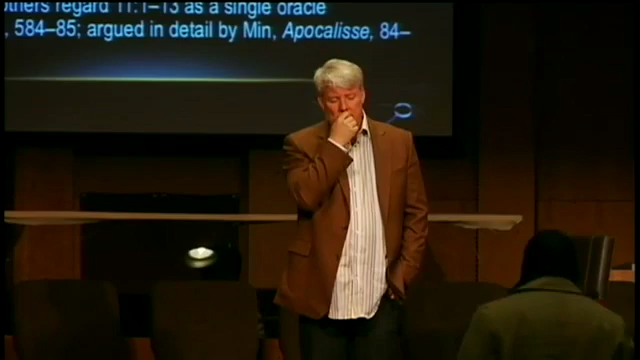 others regard 11:1–13 as a single oracle
, 584–85; argued in detail by Min, Apocalisse, 84–